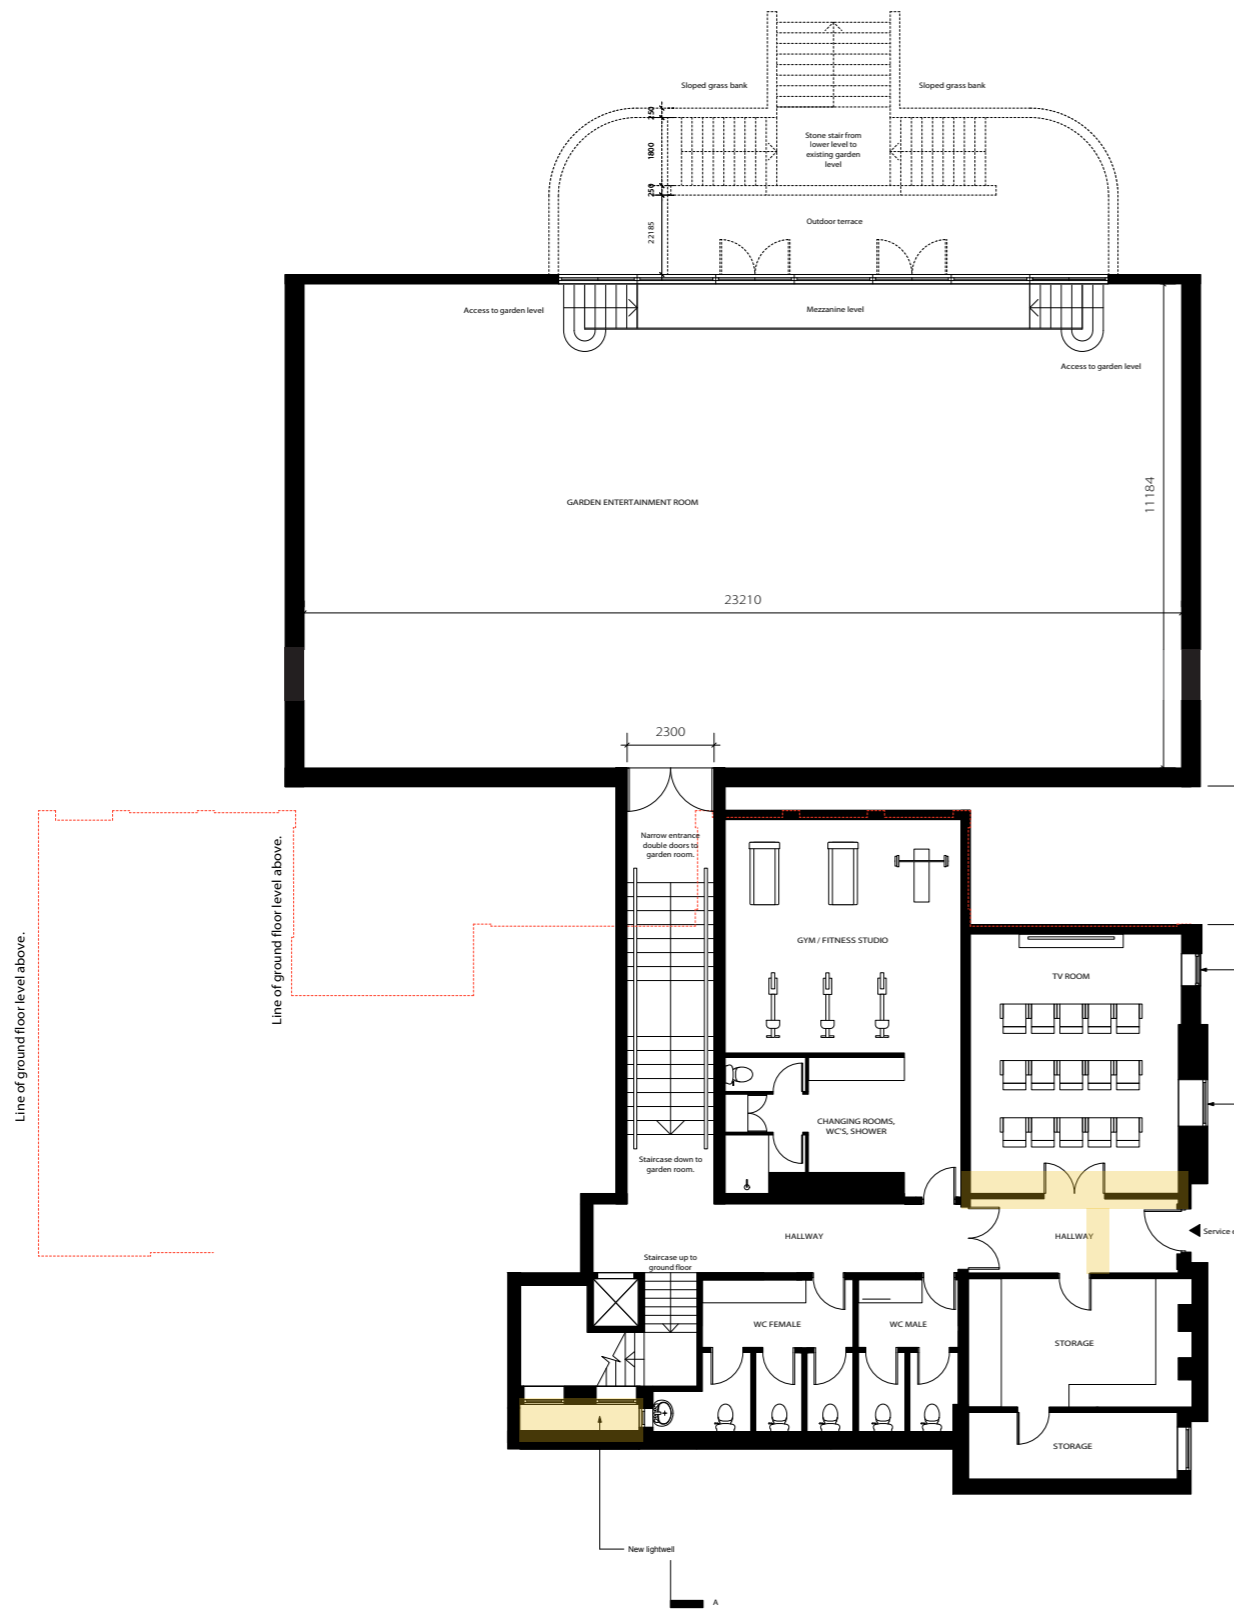 Sloped grass bank
Sloped grass bank
250
1800
250
22185
Stone stair from
lower level to
existing garden
level
Outdoor terrace
Access to garden level
Mezzanine level
Access to garden level
GARDEN ENTERTAINMENT ROOM
11184
23210
2300
Narrow entrance
double doors to
garden room.
Line of ground floor level above.
Line of ground floor level above.
GYM / FITNESS STUDIO
TV ROOM
CHANGING ROOMS,
WC'S, SHOWER
Staircase down to
garden room.
HALLWAY
HALLWAY
Service e
Staircase up to
ground floor
WC FEMALE
WC MALE
STORAGE
STORAGE
New lightwell
A